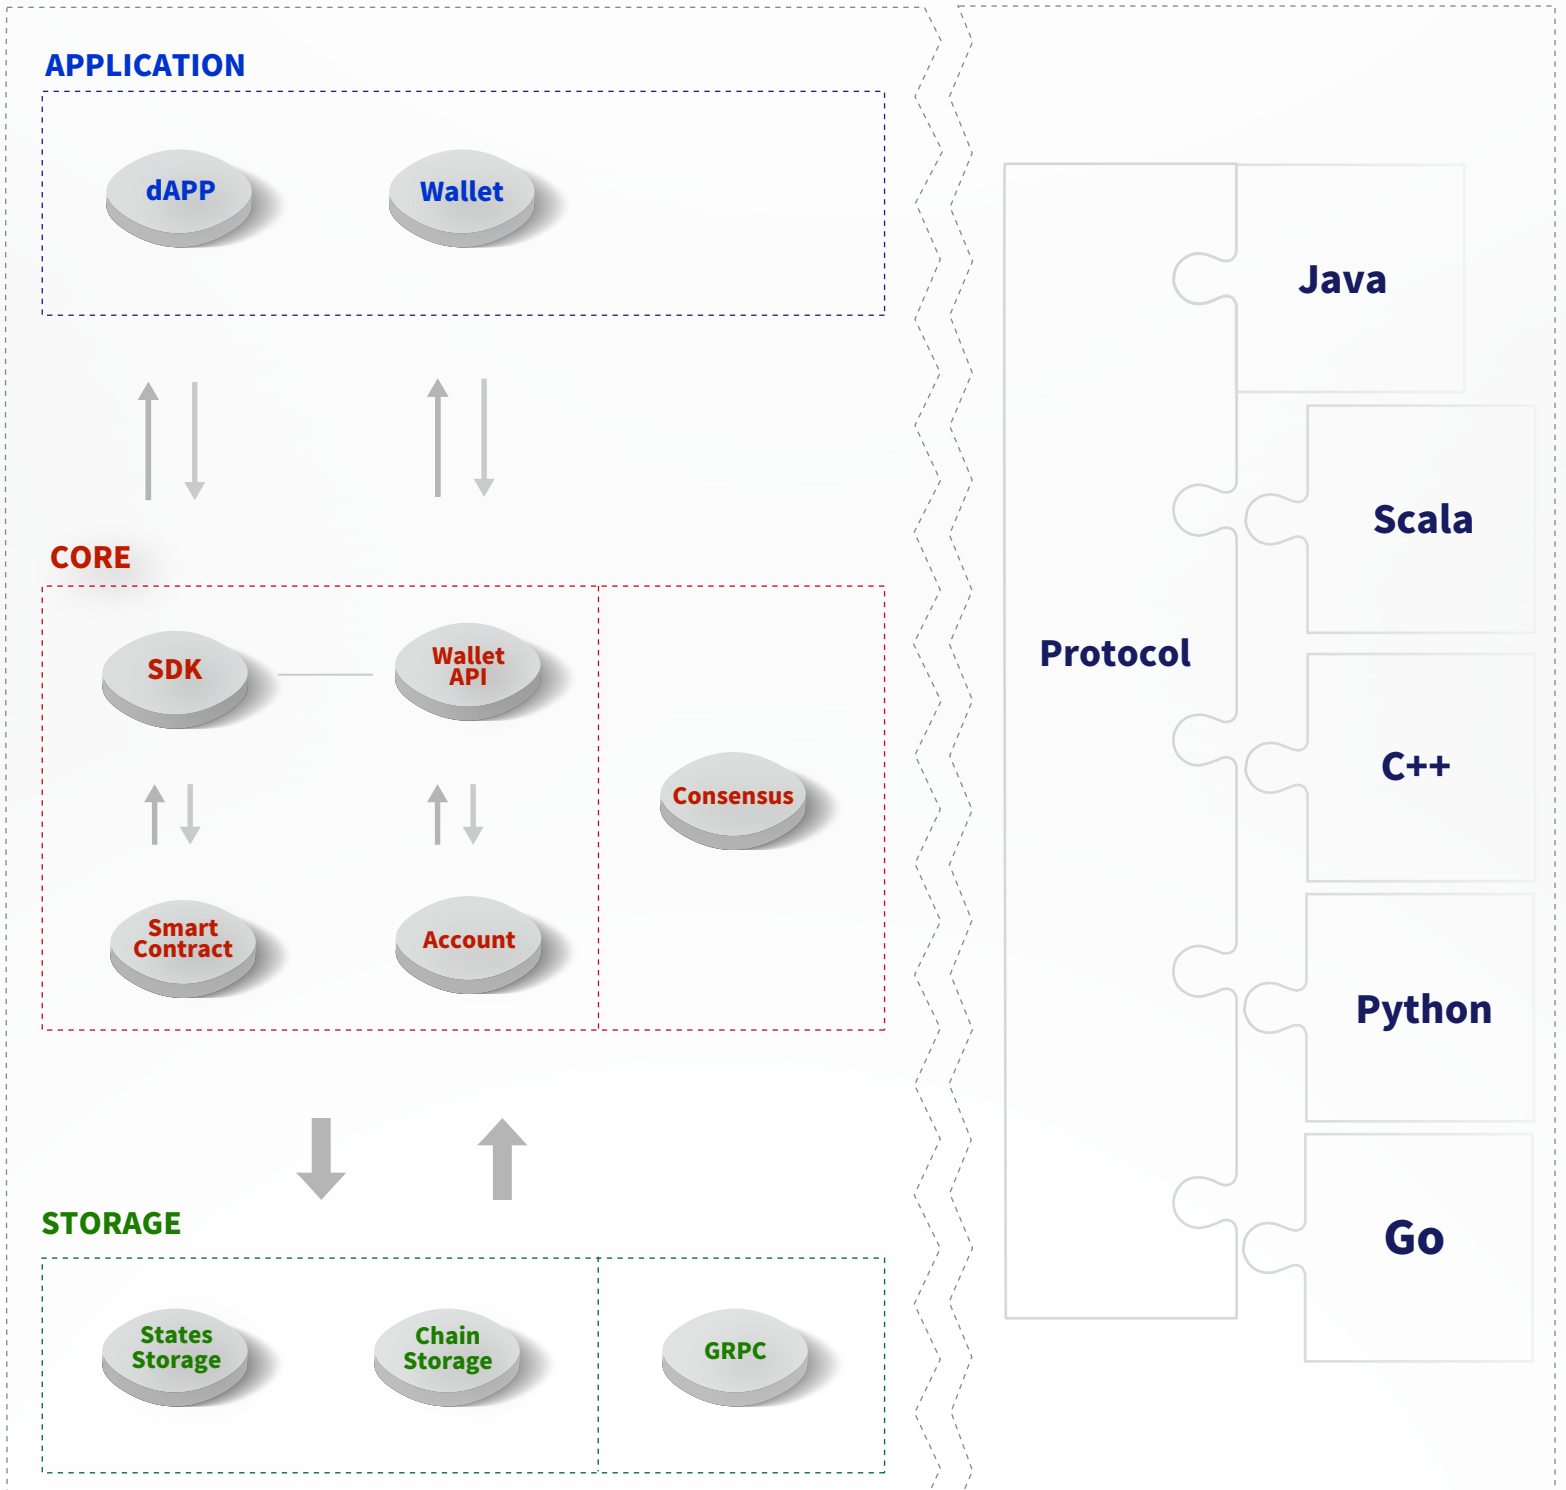 APPLICATION
dAPP
Wallet
CORE
SDK
Wallet
API
Consensus
Smart
Contract
Account
STORAGE
States
Storage
Chain
Storage
GRPC
Protocol
Java
Scala
C++
Python
Go